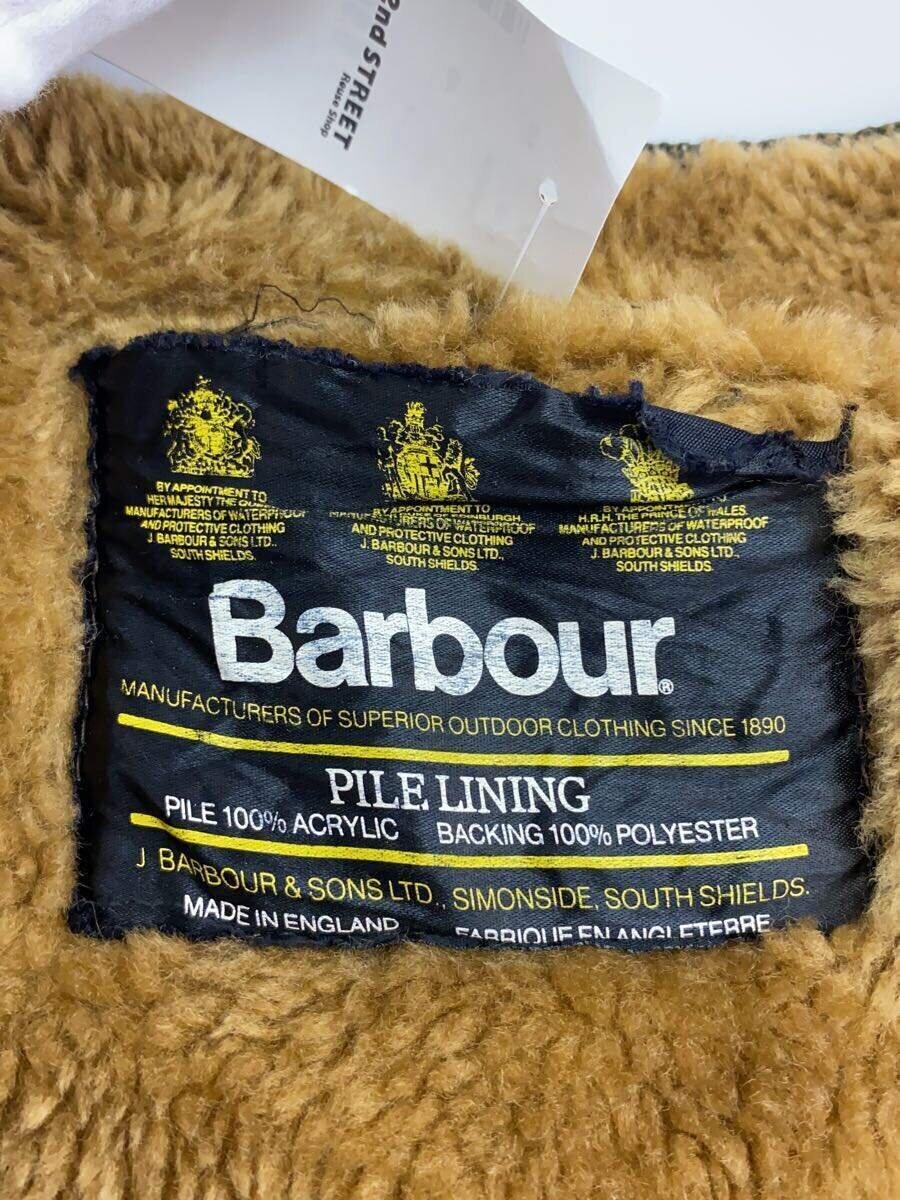 2nd STREET
Reuse Shop
BY APPOINTMENT TO
HER MAJESTY THE
MANUFACTURERS OF WATERPROOF
AND PROTECTIVE CLOTHING
J. BARBOUR & SONS LTD.,
SOUTH SHIELDS.
BY APPOINTMENT TO
EDINBURGH
MANUFACTURERS OF WATERPROOF
AND PROTECTIVE CLOTHING
J. BARBOUR & SONS LTD.,
SOUTH SHIELDS.
BY APPOINTMENT TO
H.R.H. THE PRINCE OF WALES
MANUFACTURERS OF WATERPROOF
AND PROTECTIVE CLOTHING
J. BARBOUR & SONS LTD.,
SOUTH SHIELDS.
Barbour®
MANUFACTURERS OF SUPERIOR OUTDOOR CLOTHING SINCE 1890
PILE LINING
PILE 100% ACRYLIC BACKING 100% POLYESTER
J BARBOUR & SONS LTD., SIMONSIDE, SOUTH SHIELDS.
MADE IN ENGLAND FABRIQUE EN ANGLETERRE